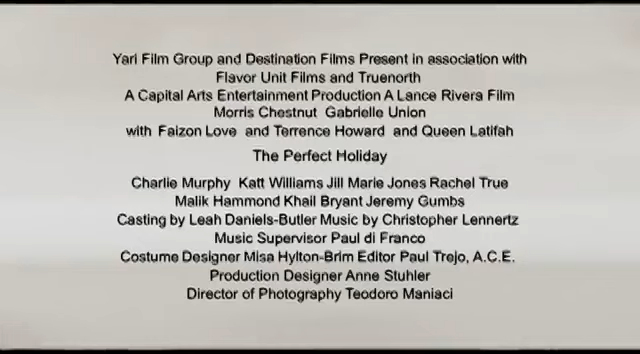 Yari Film Group and Destination Films Present in association with
Flavor Unit Films and Truenorth
A Capital Arts Entertainment Production A Lance Rivera Film
Morris Chestnut Gabrielle Union
with Faizon Love and Terrence Howard and Queen Latifah
The Perfect Holiday
Charlie Murphy Katt Williams Jill Marie Jones Rachel True
Malik Hammond Khail Bryant Jeremy Gumbs
Casting by Leah Daniels-Butler Music by Christopher Lennertz
Music Supervisor Paul di Franco
Costume Designer Misa Hylton-Brim Editor Paul Trejo, A.C.E.
Production Designer Anne Stuhler
Director of Photography Teodoro Maniaci